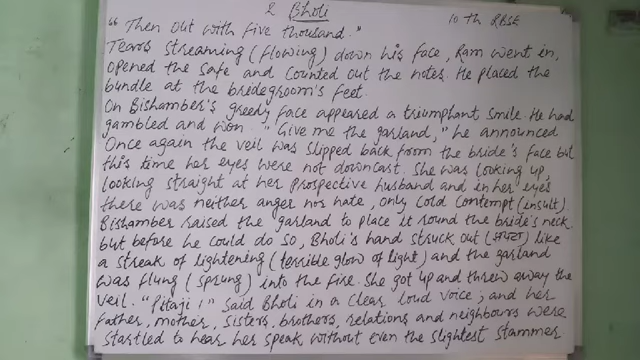 2 Bholi 10 th RBSE
"Then out with five thousand."
Tears streaming (flowing) down his face, Ram went in,
opened the safe and counted out the notes. He placed the
bundle at the bridegroom's feet.
On Bishamber's greedy face appeared a triumphant smile. He had
gambled and won. "Give me the garland," he announced
Once again the veil was slipped back from the bride's face but
this time her eyes were not downcast. She was looking up,
looking straight at her prospective husband and in her eyes
there was neither anger nor hate, only cold contempt (insult)
Bishamber raised the garland to place it round the bride's neck
but before he could do so, Bholi's hand struck out () like
a streak of lightening (terrible glow of light) and the garland
was flung (sprung) into the fire. She got up and threw away the
veil. "Pitaji!" said Bholi in a clear loud voice; and her
father, mother, sisters, brothers, relations and neighbours were
startled to hear her speak without even the slightest stammer.